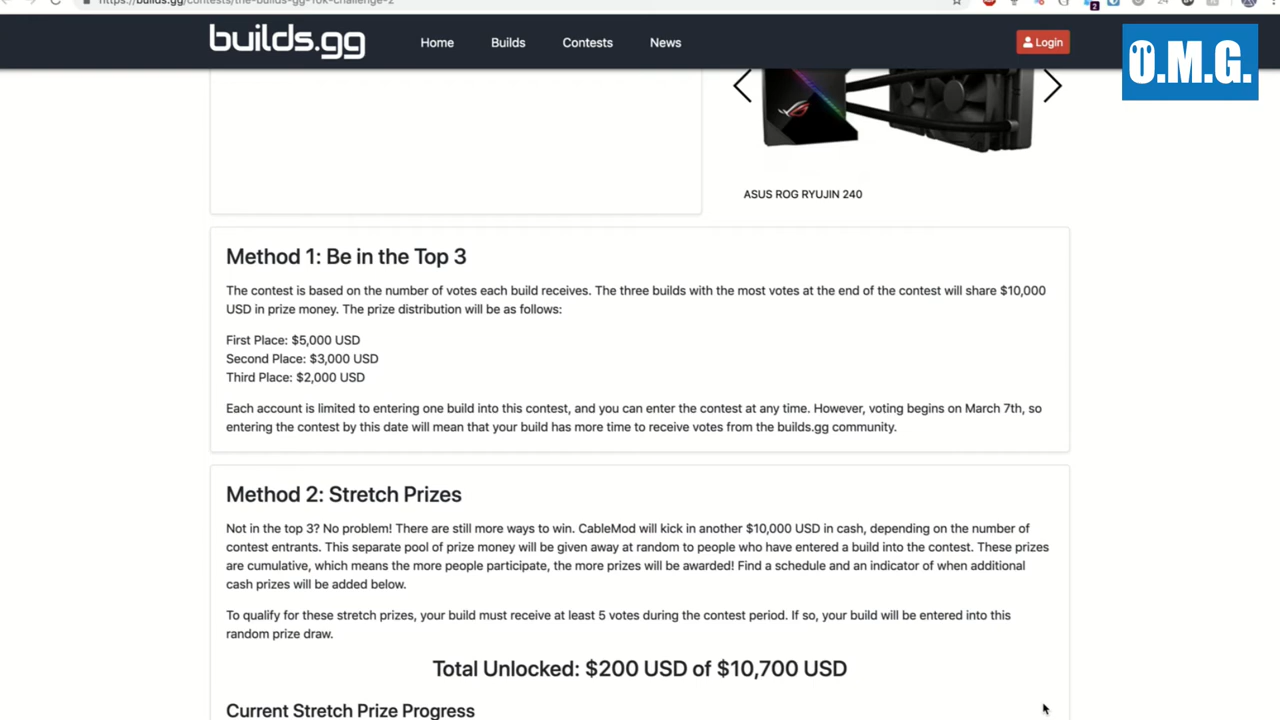 https://builds.gg/contests/the-builds-gg-10k-challenge-2
builds.gg
Home
Builds
Contests
News
Login
O.M.G.
ASUS ROG RYUJIN 240
Method 1: Be in the Top 3
The contest is based on the number of votes each build receives. The three builds with the most votes at the end of the contest will share $10,000
USD in prize money. The prize distribution will be as follows:
First Place: $5,000 USD
Second Place: $3,000 USD
Third Place: $2,000 USD
Each account is limited to entering one build into this contest, and you can enter the contest at any time. However, voting begins on March 7th, so
entering the contest by this date will mean that your build has more time to receive votes from the builds.gg community.
Method 2: Stretch Prizes
Not in the top 3? No problem! There are still more ways to win. CableMod will kick in another $10,000 USD in cash, depending on the number of
contest entrants. This separate pool of prize money will be given away at random to people who have entered a build into the contest. These prizes
are cumulative, which means the more people participate, the more prizes will be awarded! Find a schedule and an indicator of when additional
cash prizes will be added below.
To qualify for these stretch prizes, your build must receive at least 5 votes during the contest period. If so, your build will be entered into this
random prize draw.
Total Unlocked: $200 USD of $10,700 USD
Current Stretch Prize Progress